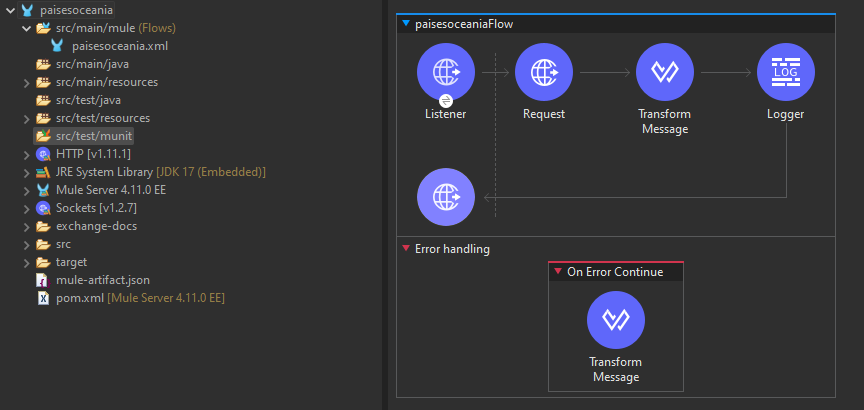 paisesoceania
src/main/mule (Flows)
paisesoceania.xml
src/main/java
src/main/resources
src/test/java
src/test/resources
src/test/munit
HTTP [v1.11.1]
JRE System Library [JDK 17 (Embedded)]
Mule Server 4.11.0 EE
Sockets [v1.2.7]
exchange-docs
src
target
mule-artifact.json
pom.xml [Mule Server 4.11.0 EE]
paisesoceaniaFlow
LOG
Listener
Request
Transform
Message
Logger
Error handling
On Error Continue
Transform
Message